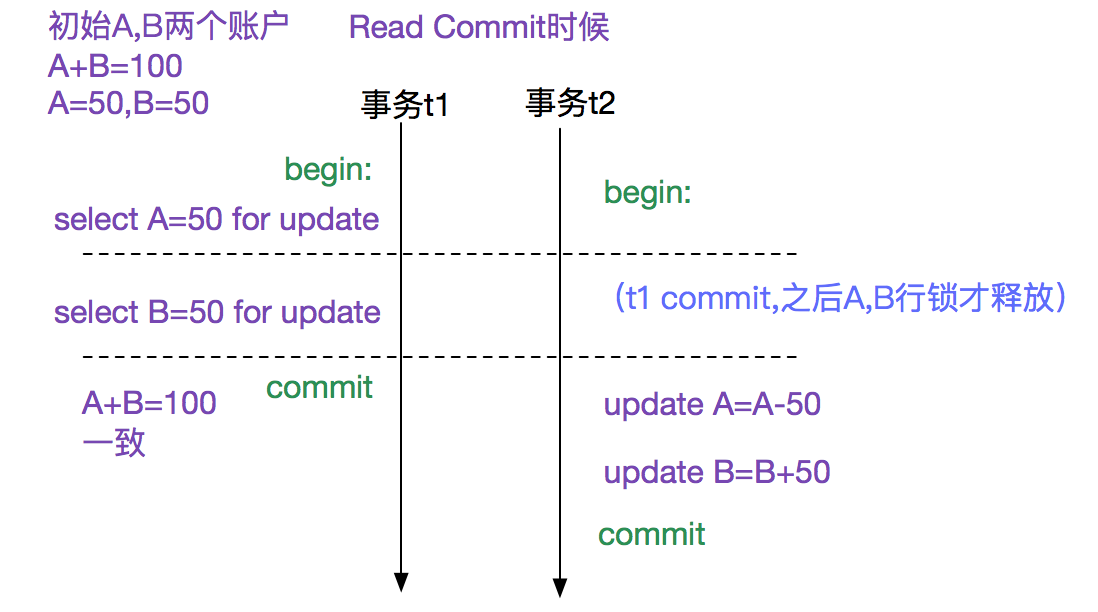 初始A,B两个账户
Read Commit时候
A+B=100
A=50,B=50
事务t1
事务t2
begin:
begin:
select A=50 for update
select B=50 for update
(t1 commit,之后A,B行锁才释放)
commit
A+B=100
一致
update A=A-50
update B=B+50
commit